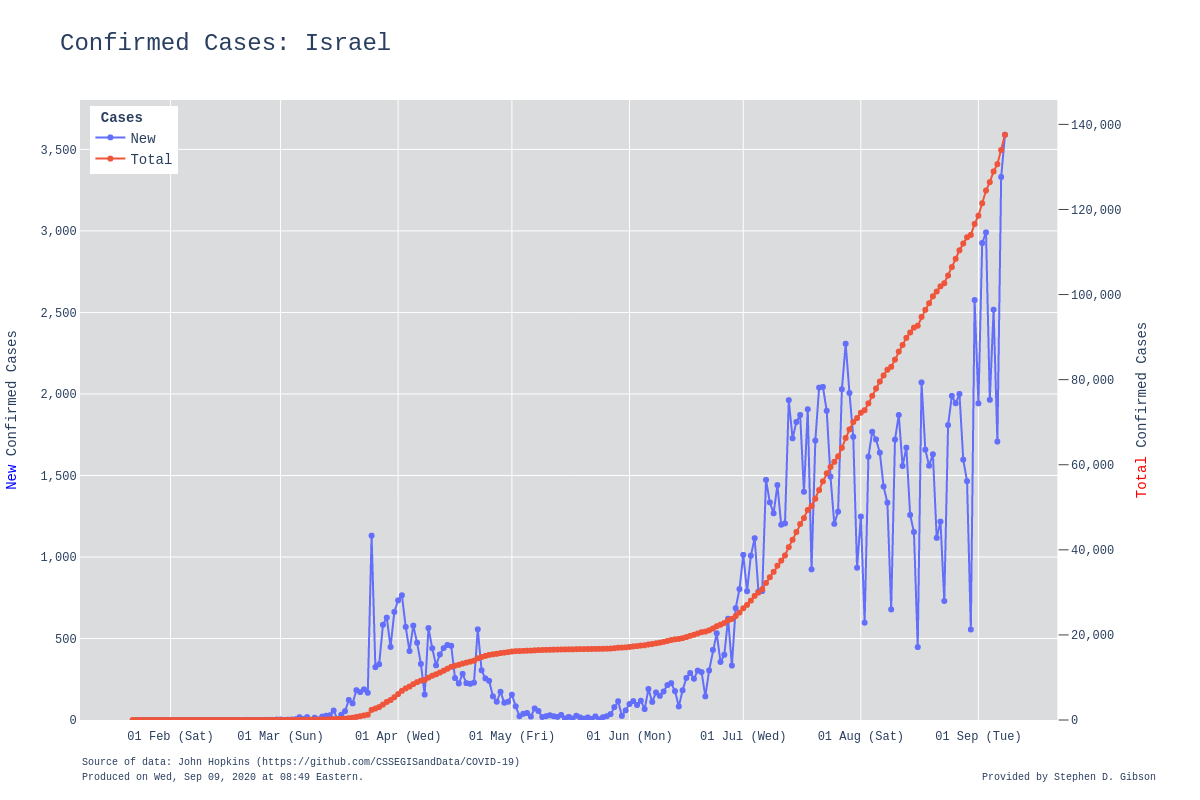 Confirmed Cases: Israel
Cases
New
Total
3,500
3,000
2,500
2,000
1,500
1,000
500
0
140,000
120,000
100,000
80,000
60,000
40,000
20,000
0
New Confirmed Cases
Total Confirmed Cases
01 Feb (Sat) 01 Mar (Sun) 01 Apr (Wed) 01 May (Fri) 01 Jun (Mon) 01 Jul (Wed) 01 Aug (Sat) 01 Sep (Tue)
Source of data: John Hopkins (https://github.com/CSSEGISandData/COVID-19)
Produced on Wed, Sep 09, 2020 at 08:49 Eastern.
Provided by Stephen D. Gibson